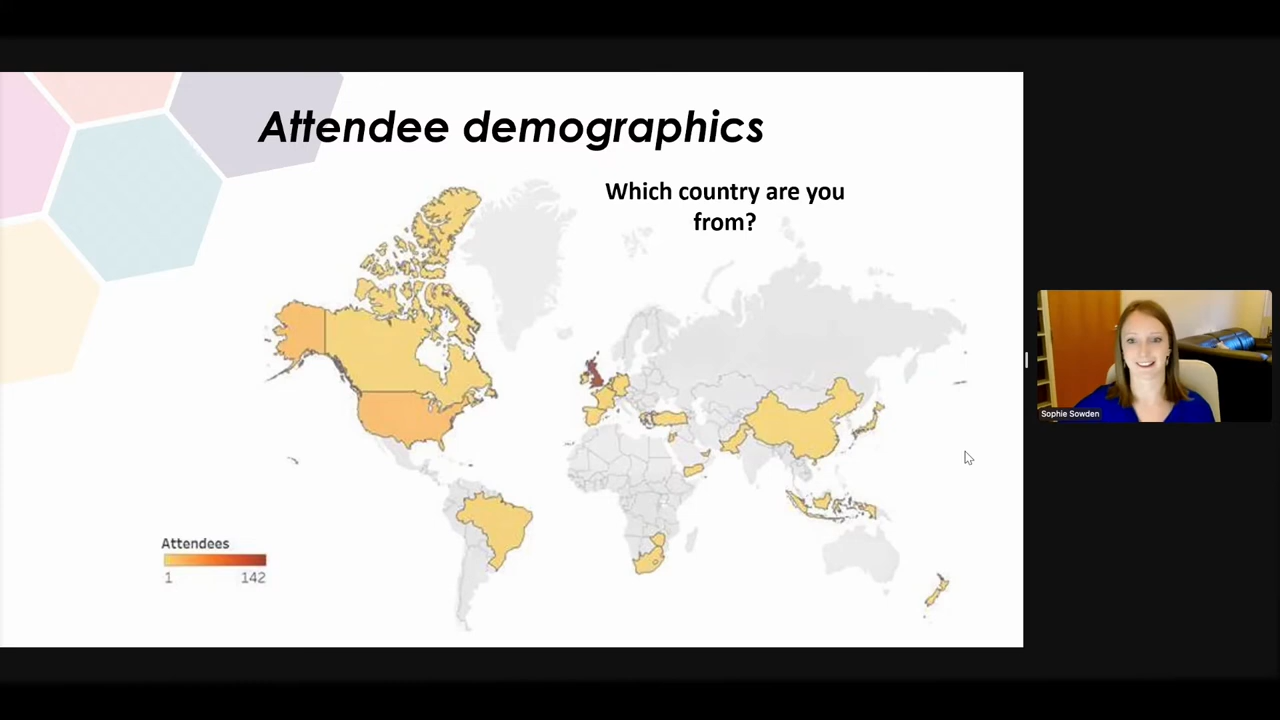 Attendee demographics
Which country are you
from?
Sophie Sowden
Attendees
1 142